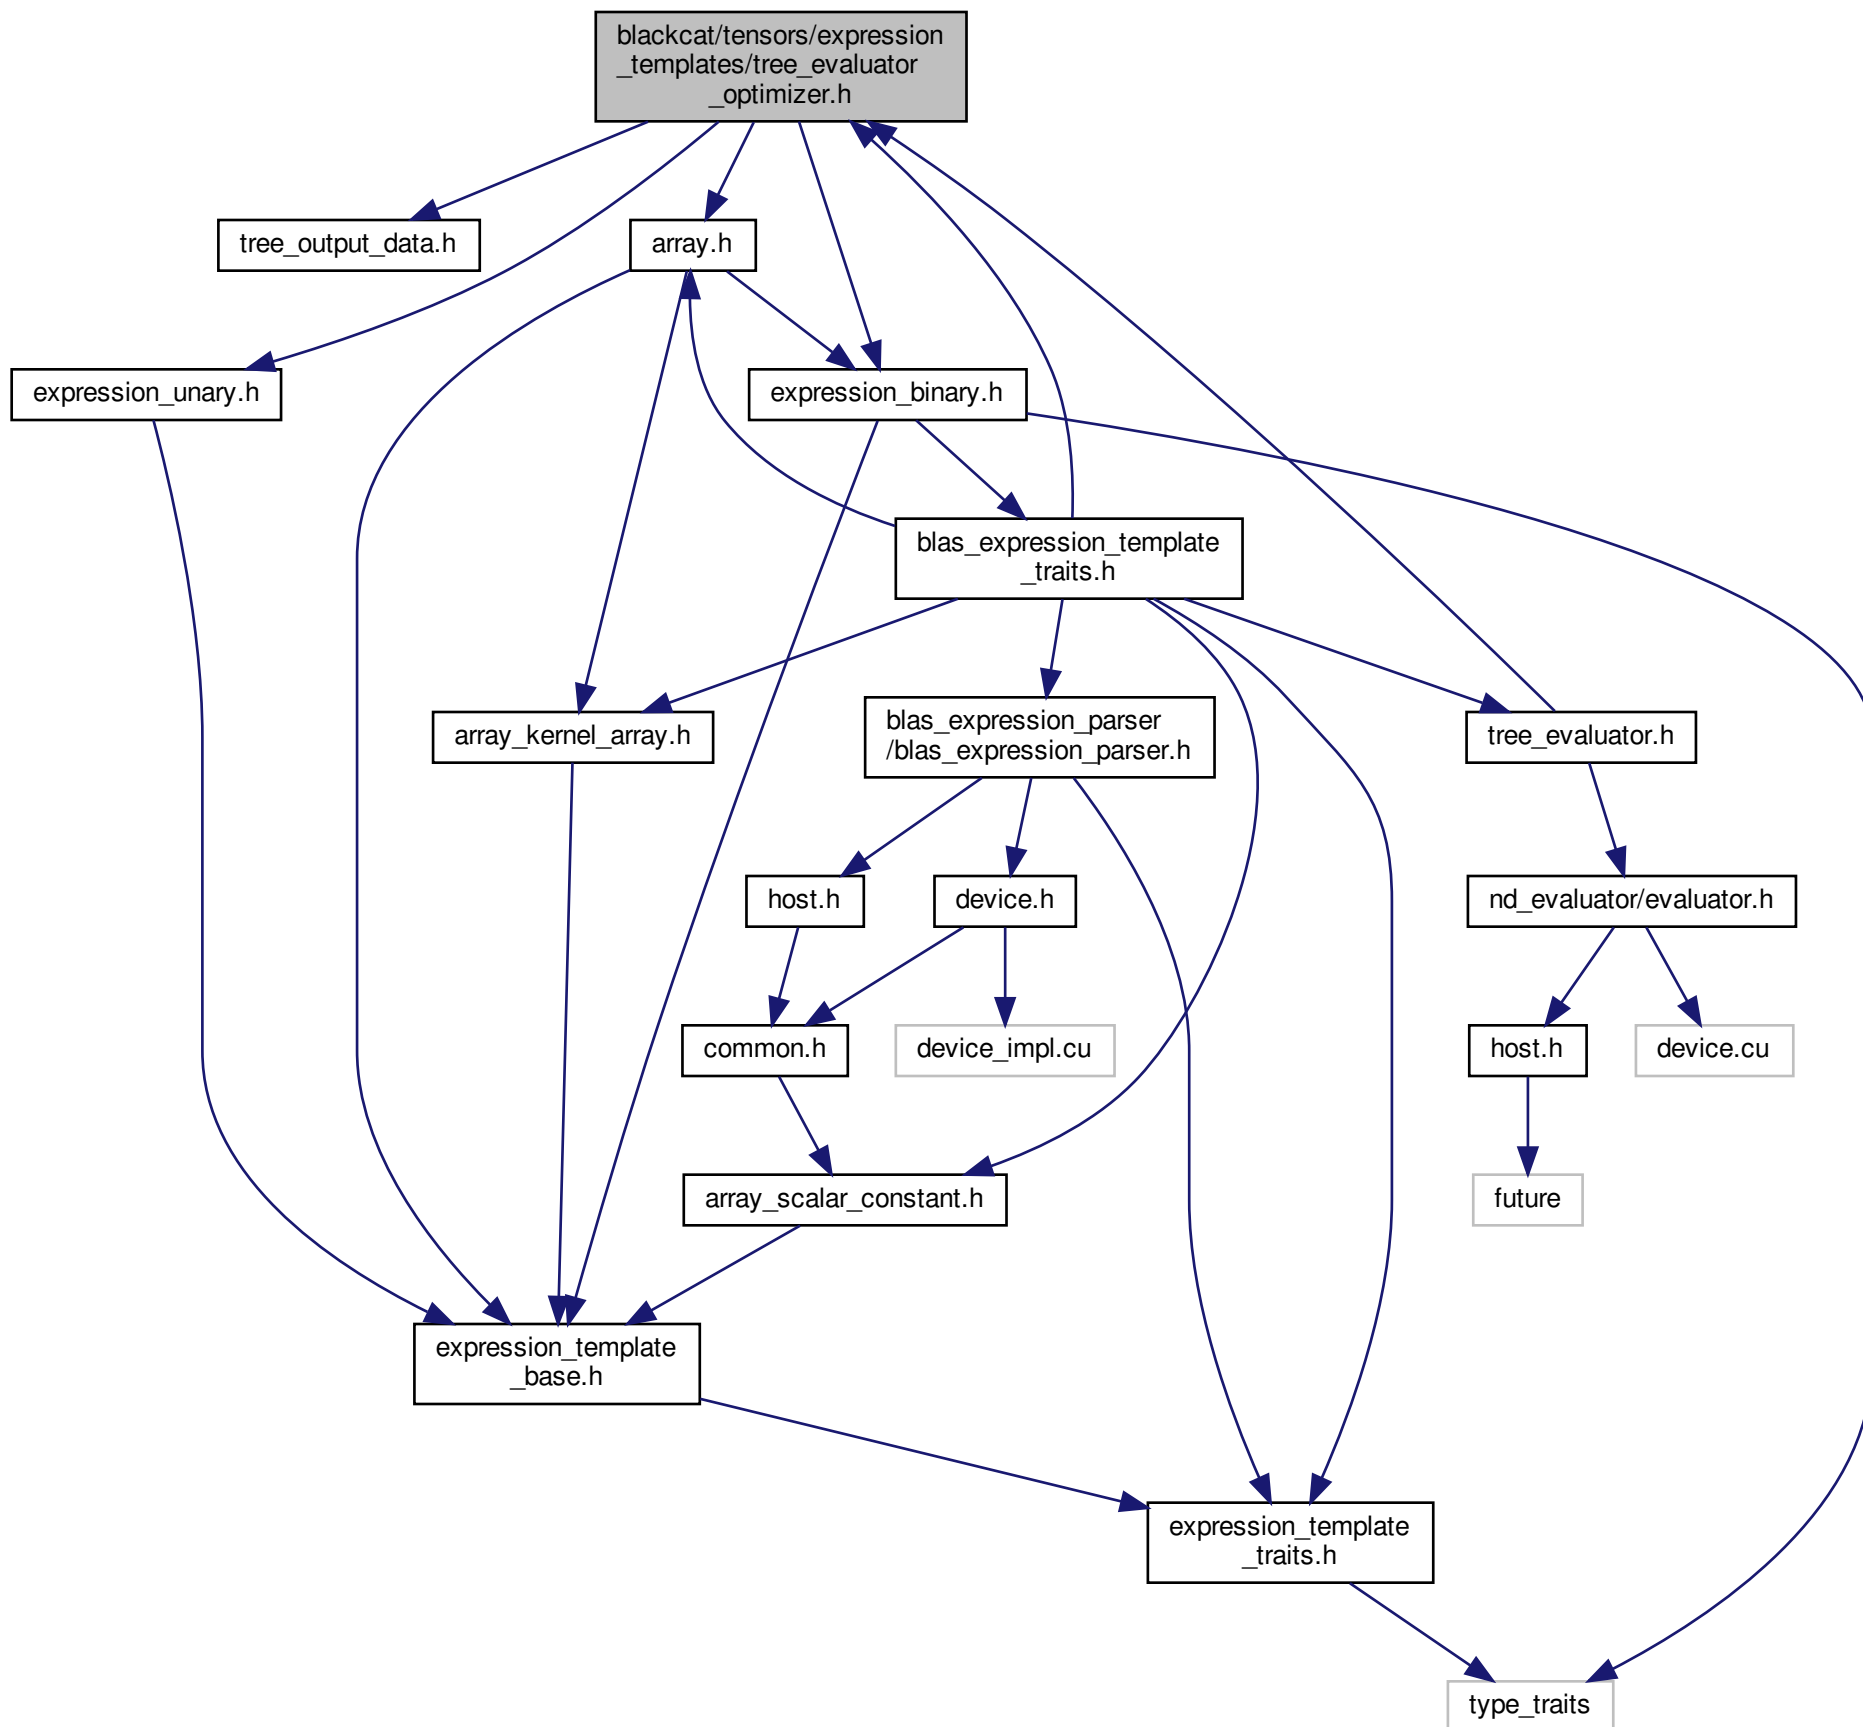 blackcat/tensors/expression
_templates/tree_evaluator
_optimizer.h
tree_output_data.h
array.h
expression_unary.h
expression_binary.h
blas_expression_template
_traits.h
array_kernel_array.h
blas_expression_parser
/blas_expression_parser.h
tree_evaluator.h
host.h
device.h
nd_evaluator/evaluator.h
common.h
device_impl.cu
host.h
device.cu
array_scalar_constant.h
future
expression_template
_base.h
expression_template
_traits.h
type_traits